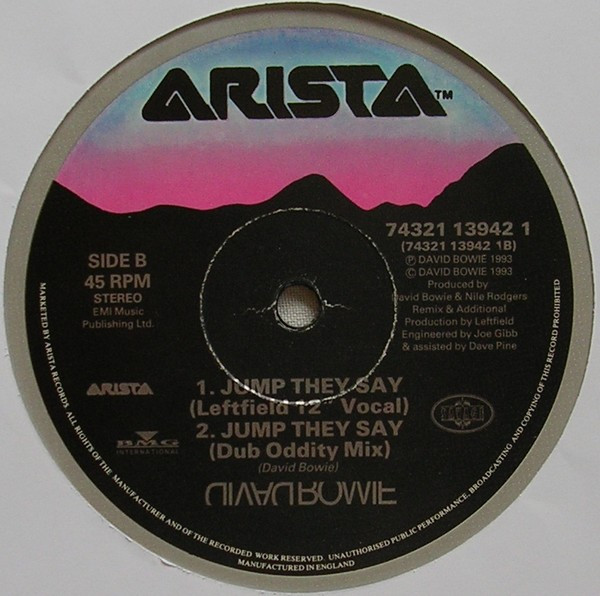 ARISTA™
74321 13942 1
(74321 13942 1B)
SIDE B
45 RPM
STEREO
EMI Music
Publishing Ltd.
℗ DAVID BOWIE 1993
© DAVID BOWIE 1993
Produced by
David Bowie & Nile Rodgers
Remix & Additional
Production by Leftfield
Engineered by Joe Gibb
& assisted by Dave Pine
ARISTA
1. JUMP THEY SAY
(Leftfield 12" Vocal)
2. JUMP THEY SAY
(Dub Oddity Mix)
(David Bowie)
BMG
INTERNATIONAL
DAVID BOWIE
MARKETED BY ARISTA RECORDS. ALL RIGHTS OF THE MANUFACTURER AND OF THE RECORDED WORK RESERVED. UNAUTHORISED PUBLIC PERFORMANCE, BROADCASTING AND COPYING OF THIS RECORD PROHIBITED
MANUFACTURED IN ENGLAND